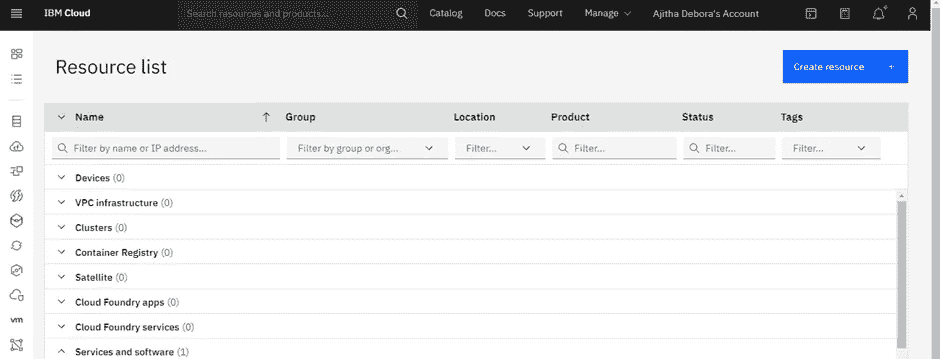 IBM Cloud Search resources and products... Catalog Docs Support Manage Ajitha Debora's Account
Resource list
Create resource +
Name Group Location Product Status Tags
Filter by name or IP address... Filter by group or org... Filter... Filter... Filter... Filter...
Devices (0)
VPC infrastructure (0)
Clusters (0)
Container Registry (0)
Satellite (0)
Cloud Foundry apps (0)
Cloud Foundry services (0)
vm
Services and software (1)